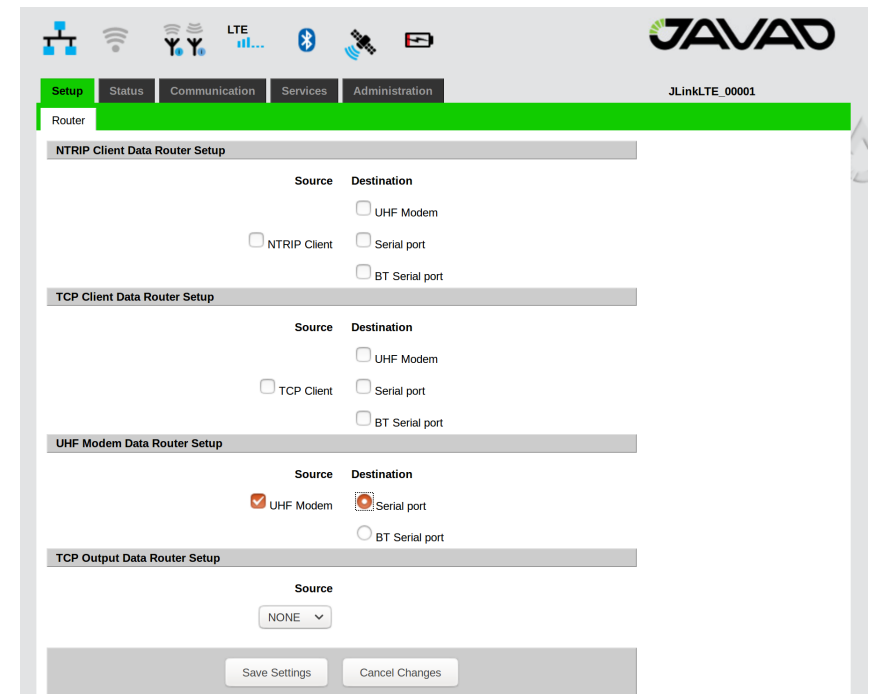 LTE
JAVAD
Setup Status Communication Services Administration JLinkLTE_00001
Router
NTRIP Client Data Router Setup
Source Destination
UHF Modem
NTRIP Client Serial port
BT Serial port
TCP Client Data Router Setup
Source Destination
UHF Modem
TCP Client Serial port
BT Serial port
UHF Modem Data Router Setup
Source Destination
UHF Modem Serial port
BT Serial port
TCP Output Data Router Setup
Source
NONE
Save Settings Cancel Changes